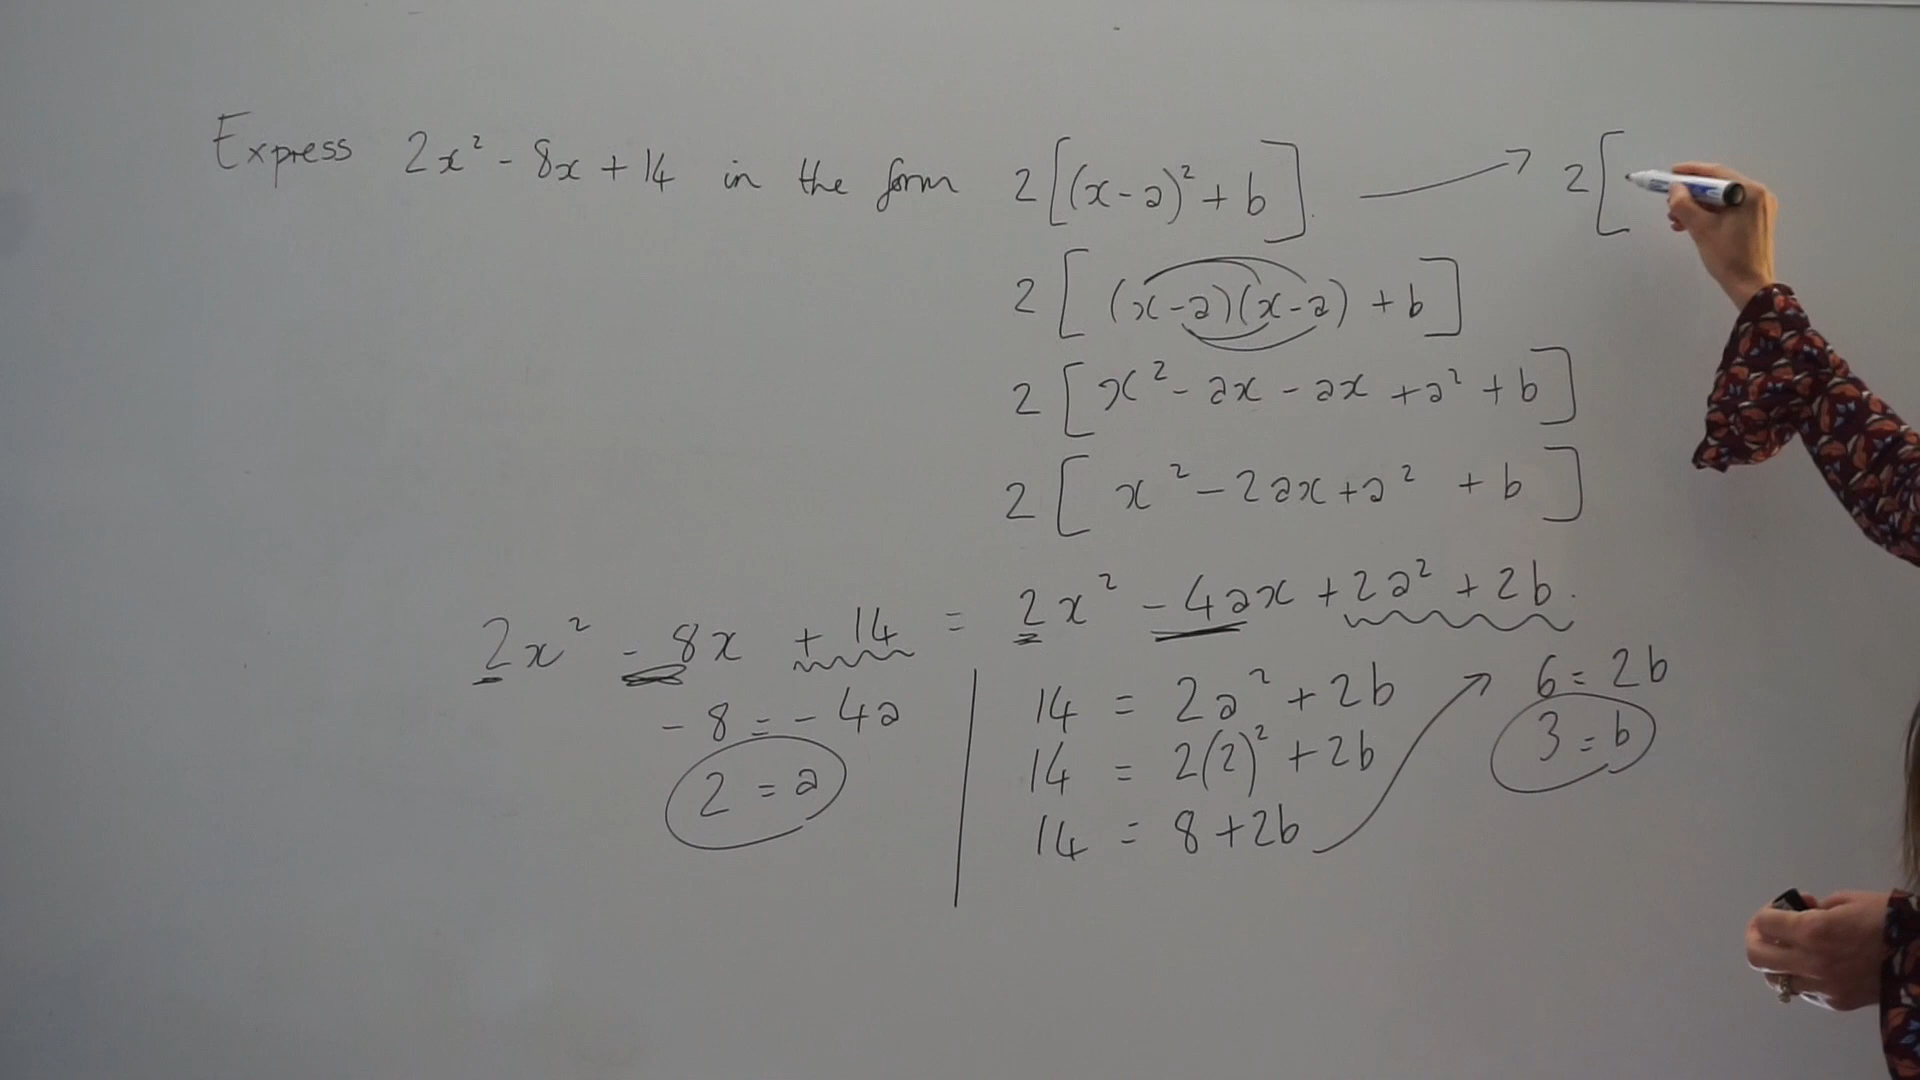 Express 2x² - 8x + 14 in the form 2[(x-a)² + b]. → 2[
2[(x-a)(x-a) + b]
2[x² - ax - ax + a² + b]
2[x² - 2ax + a² + b]
2x² - 8x + 14 = 2x² - 4ax + 2a² + 2b.
-8 = -4a
2 = a
14 = 2a² + 2b
14 = 2(2)² + 2b
14 = 8 + 2b
6 = 2b
3 = b